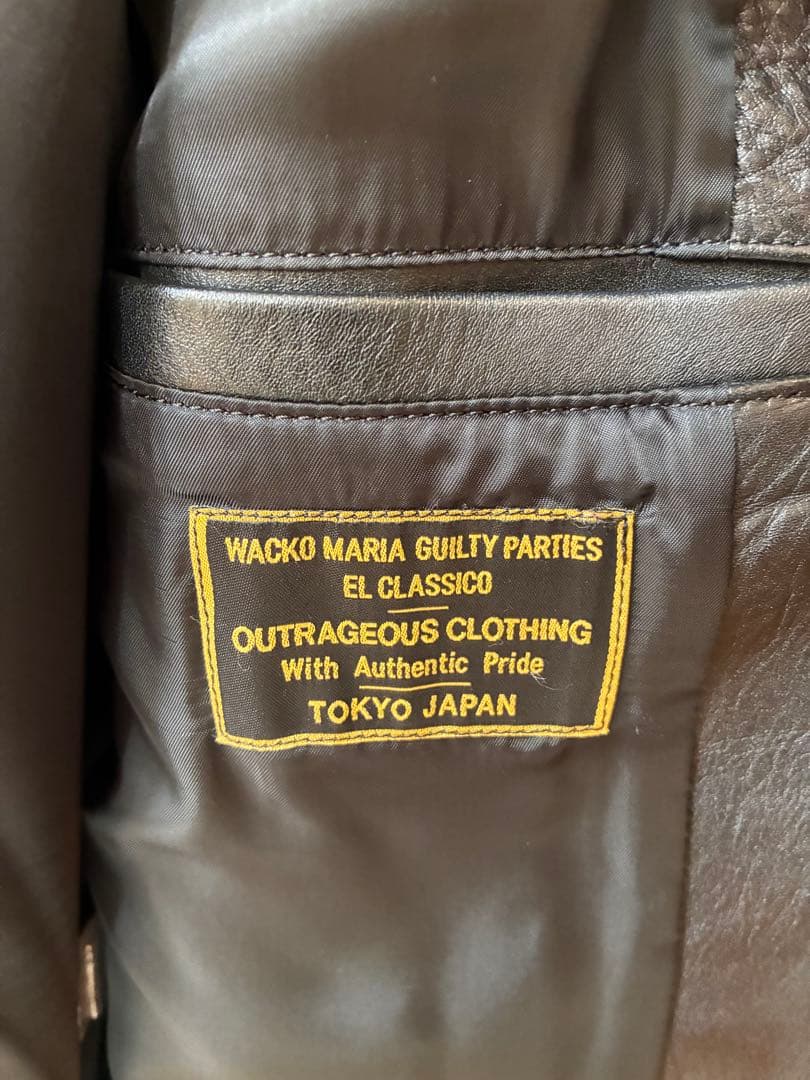 WACKO MARIA GUILTY PARTIES
EL CLASSICO
OUTRAGEOUS CLOTHING
With Authentic Pride
TOKYO JAPAN